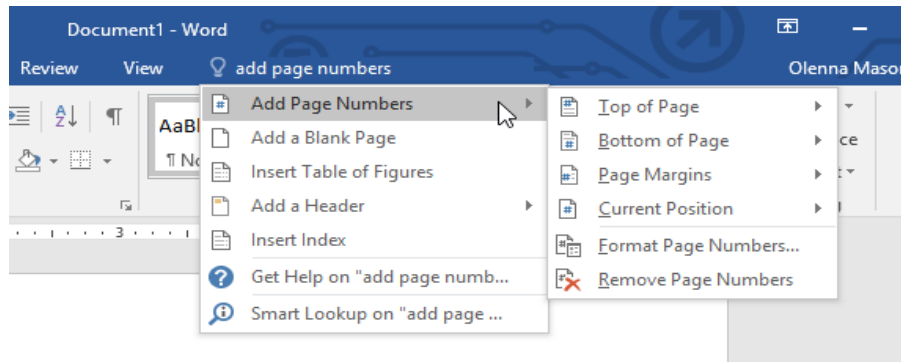 Document1 - Word
Review View add page numbers Olenna Mason
Add Page Numbers
Add a Blank Page
Insert Table of Figures
Add a Header
Insert Index
Get Help on "add page numb...
Smart Lookup on "add page ...
Top of Page
Bottom of Page
Page Margins
Current Position
Format Page Numbers...
Remove Page Numbers
AaBl
¶ No
ce
3